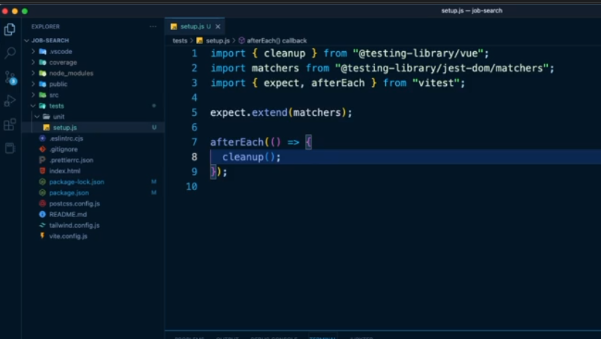 setup.js — job-search
EXPLORER
JOB-SEARCH
.vscode
coverage
node_modules
public
src
tests
unit
setup.js U
.eslintrc.cjs
.gitignore
.prettierrc.json
index.html
package-lock.json M
package.json M
postcss.config.js
README.md
tailwind.config.js
vite.config.js
setup.js U
tests > setup.js > afterEach() callback
1 import { cleanup } from "@testing-library/vue";
2 import matchers from "@testing-library/jest-dom/matchers";
3 import { expect, afterEach } from "vitest";
4
5 expect.extend(matchers);
6
7 afterEach(() => {
8 cleanup();
9 });
10